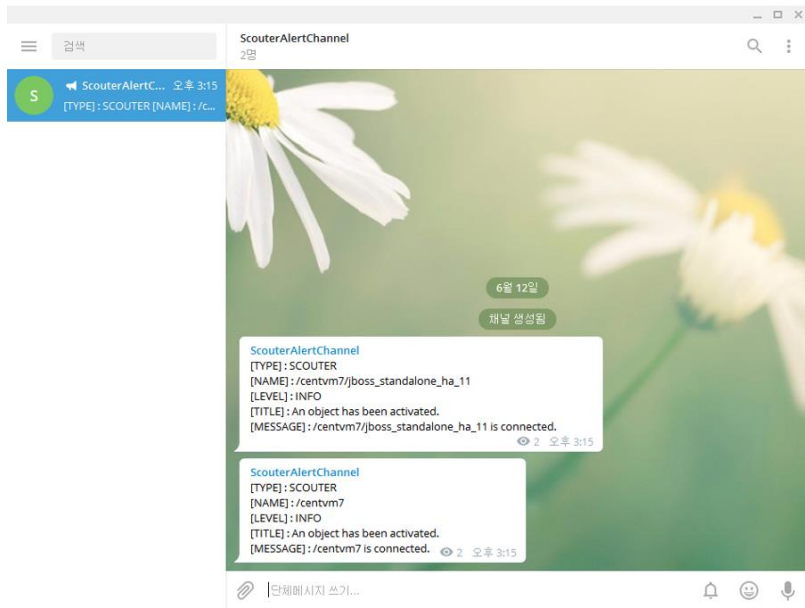 검색
ScouterAlertChannel
2명
S
ScouterAlertC... 오후 3:15
[TYPE] : SCOUTER [NAME] : /c...
6월 12일
채널 생성됨
ScouterAlertChannel
[TYPE] : SCOUTER
[NAME] : /centvm7/jboss_standalone_ha_11
[LEVEL] : INFO
[TITLE] : An object has been activated.
[MESSAGE] : /centvm7/jboss_standalone_ha_11 is connected.
2 오후 3:15
ScouterAlertChannel
[TYPE] : SCOUTER
[NAME] : /centvm7
[LEVEL] : INFO
[TITLE] : An object has been activated.
[MESSAGE] : /centvm7 is connected. 2 오후 3:15
단체메시지 쓰기...